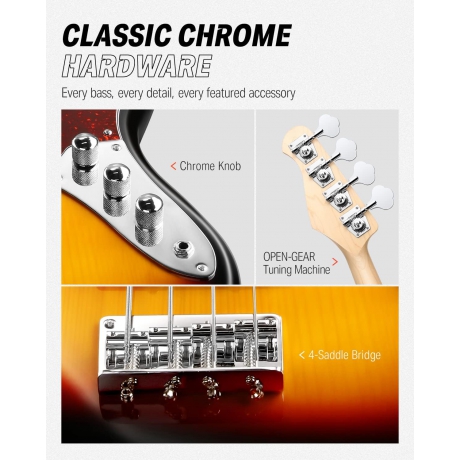 CLASSIC CHROME
HARDWARE
Every bass, every detail, every featured accessory
< Chrome Knob
OPEN-GEAR
Tuning Machine >
< 4-Saddle Bridge